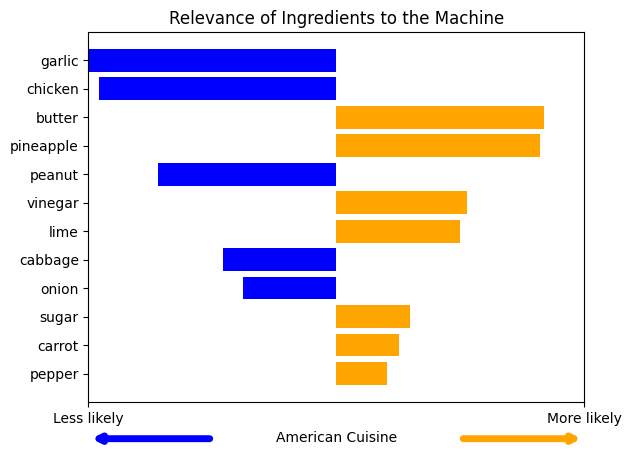 Relevance of Ingredients to the Machine
garlic
chicken
butter
pineapple
peanut
vinegar
lime
cabbage
onion
sugar
carrot
pepper
Less likely More likely
American Cuisine